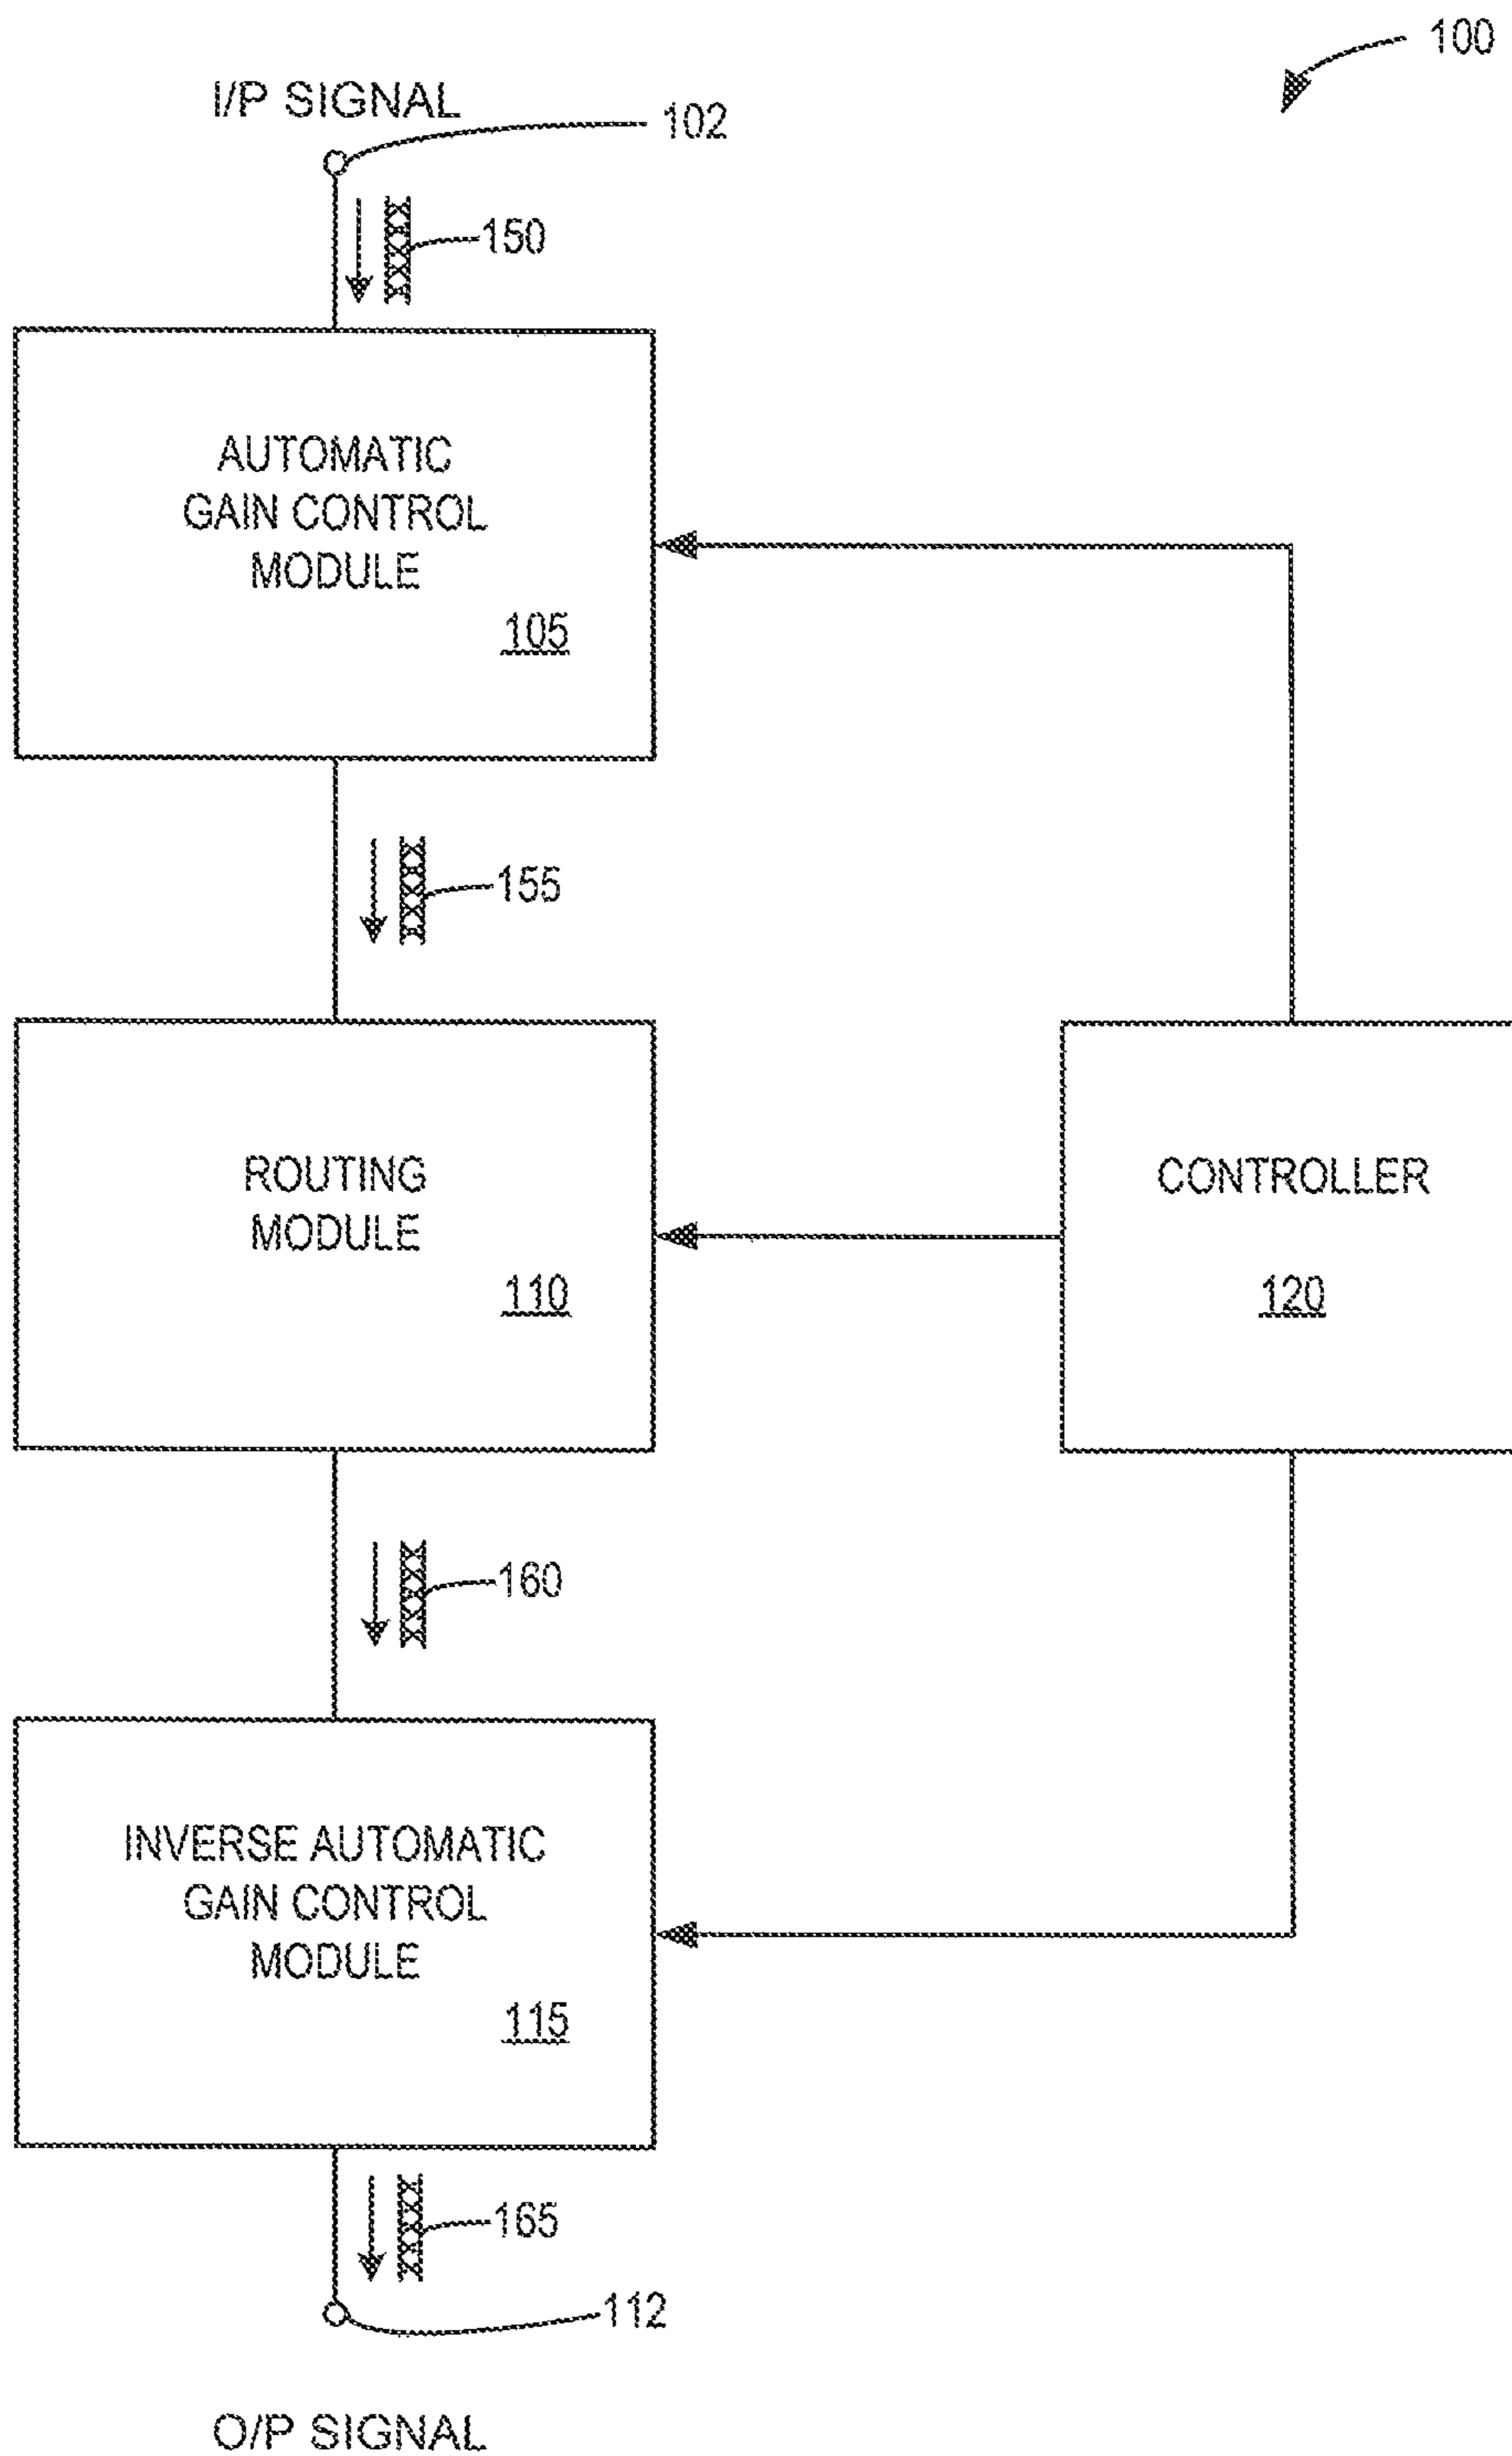 100
I/P SIGNAL
102
150
AUTOMATIC
GAIN CONTROL
MODULE
105
155
ROUTING
MODULE
110
CONTROLLER
120
160
INVERSE AUTOMATIC
GAIN CONTROL
MODULE
115
165
112
O/P SIGNAL